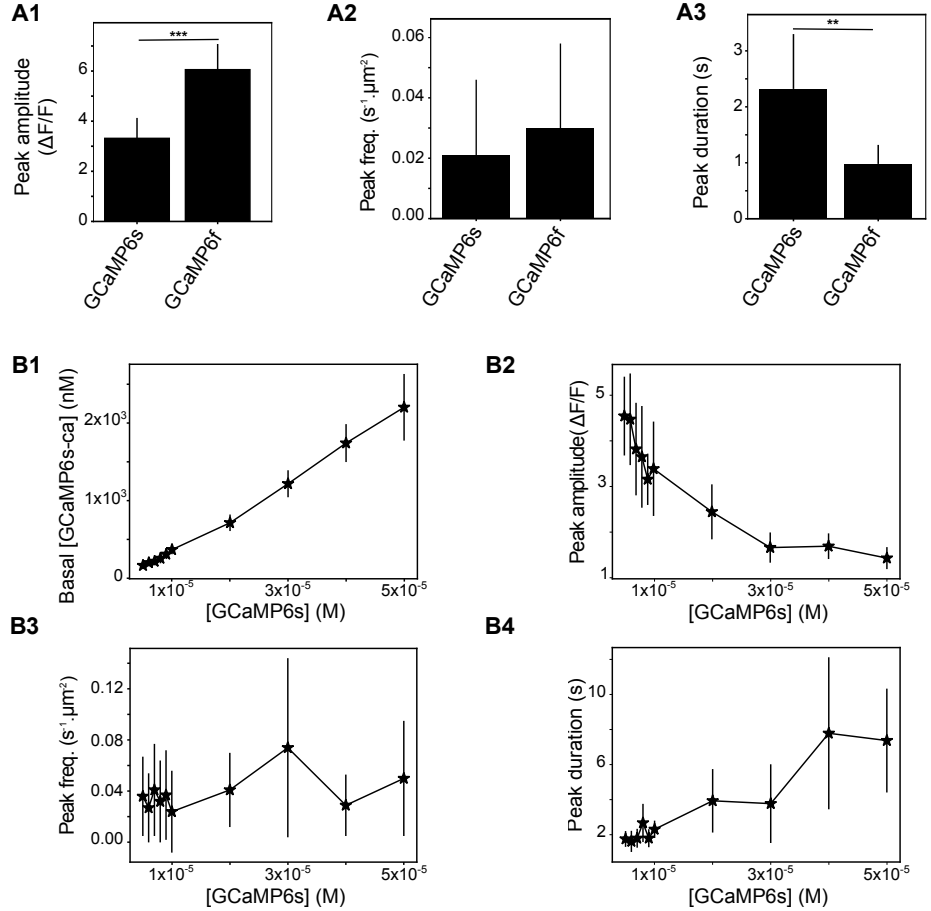 A1
***
Peak amplitude
(ΔF/F)
6
4
2
0
GCaMP6s
GCaMP6f
A2
Peak freq. (s⁻¹.µm⁻²)
0.06
0.04
0.02
0.00
GCaMP6s
GCaMP6f
A3
**
Peak duration (s)
3
2
1
0
GCaMP6s
GCaMP6f
B1
Basal [GCaMP6s-ca] (nM)
2x10³
1x10³
0
1x10⁻⁵ 3x10⁻⁵ 5x10⁻⁵
[GCaMP6s] (M)
B2
Peak amplitude(ΔF/F)
5
3
1
1x10⁻⁵ 3x10⁻⁵ 5x10⁻⁵
[GCaMP6s] (M)
B3
Peak freq. (s⁻¹.µm⁻²)
0.12
0.08
0.04
0.00
1x10⁻⁵ 3x10⁻⁵ 5x10⁻⁵
[GCaMP6s] (M)
B4
Peak duration (s)
10
6
2
1x10⁻⁵ 3x10⁻⁵ 5x10⁻⁵
[GCaMP6s] (M)